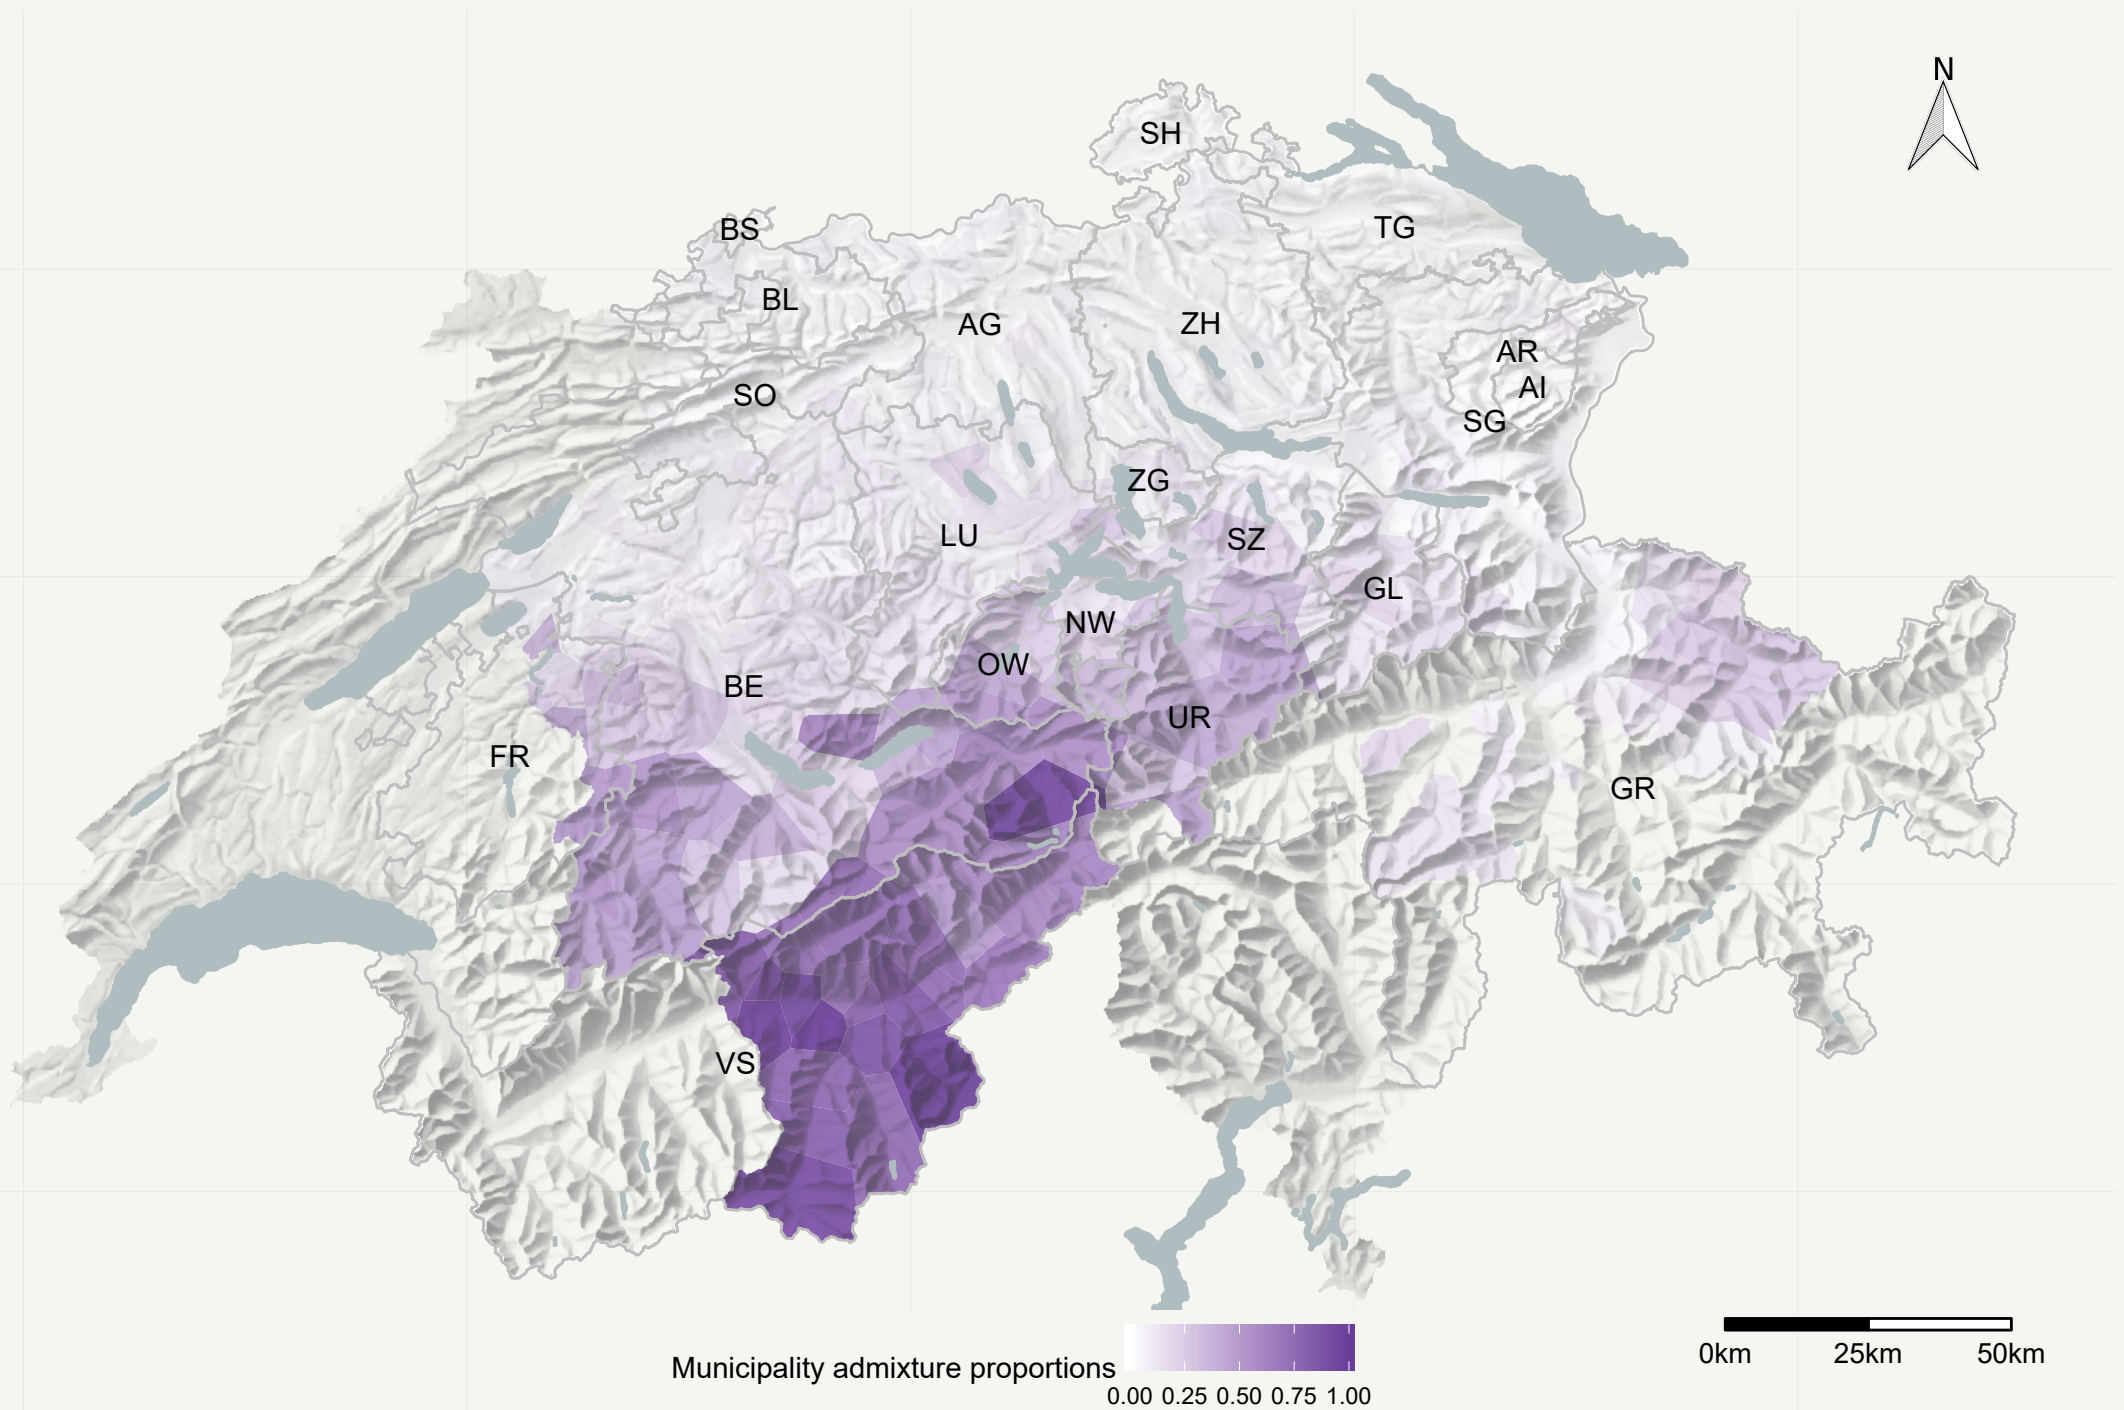 N
SH
BS
TG
BL
AG
ZH
AR
AI
SO
SG
ZG
LU
SZ
GL
NW
OW
BE
UR
FR
GR
VS
Municipality admixture proportions
0.00 0.25 0.50 0.75 1.00
0km 25km 50km